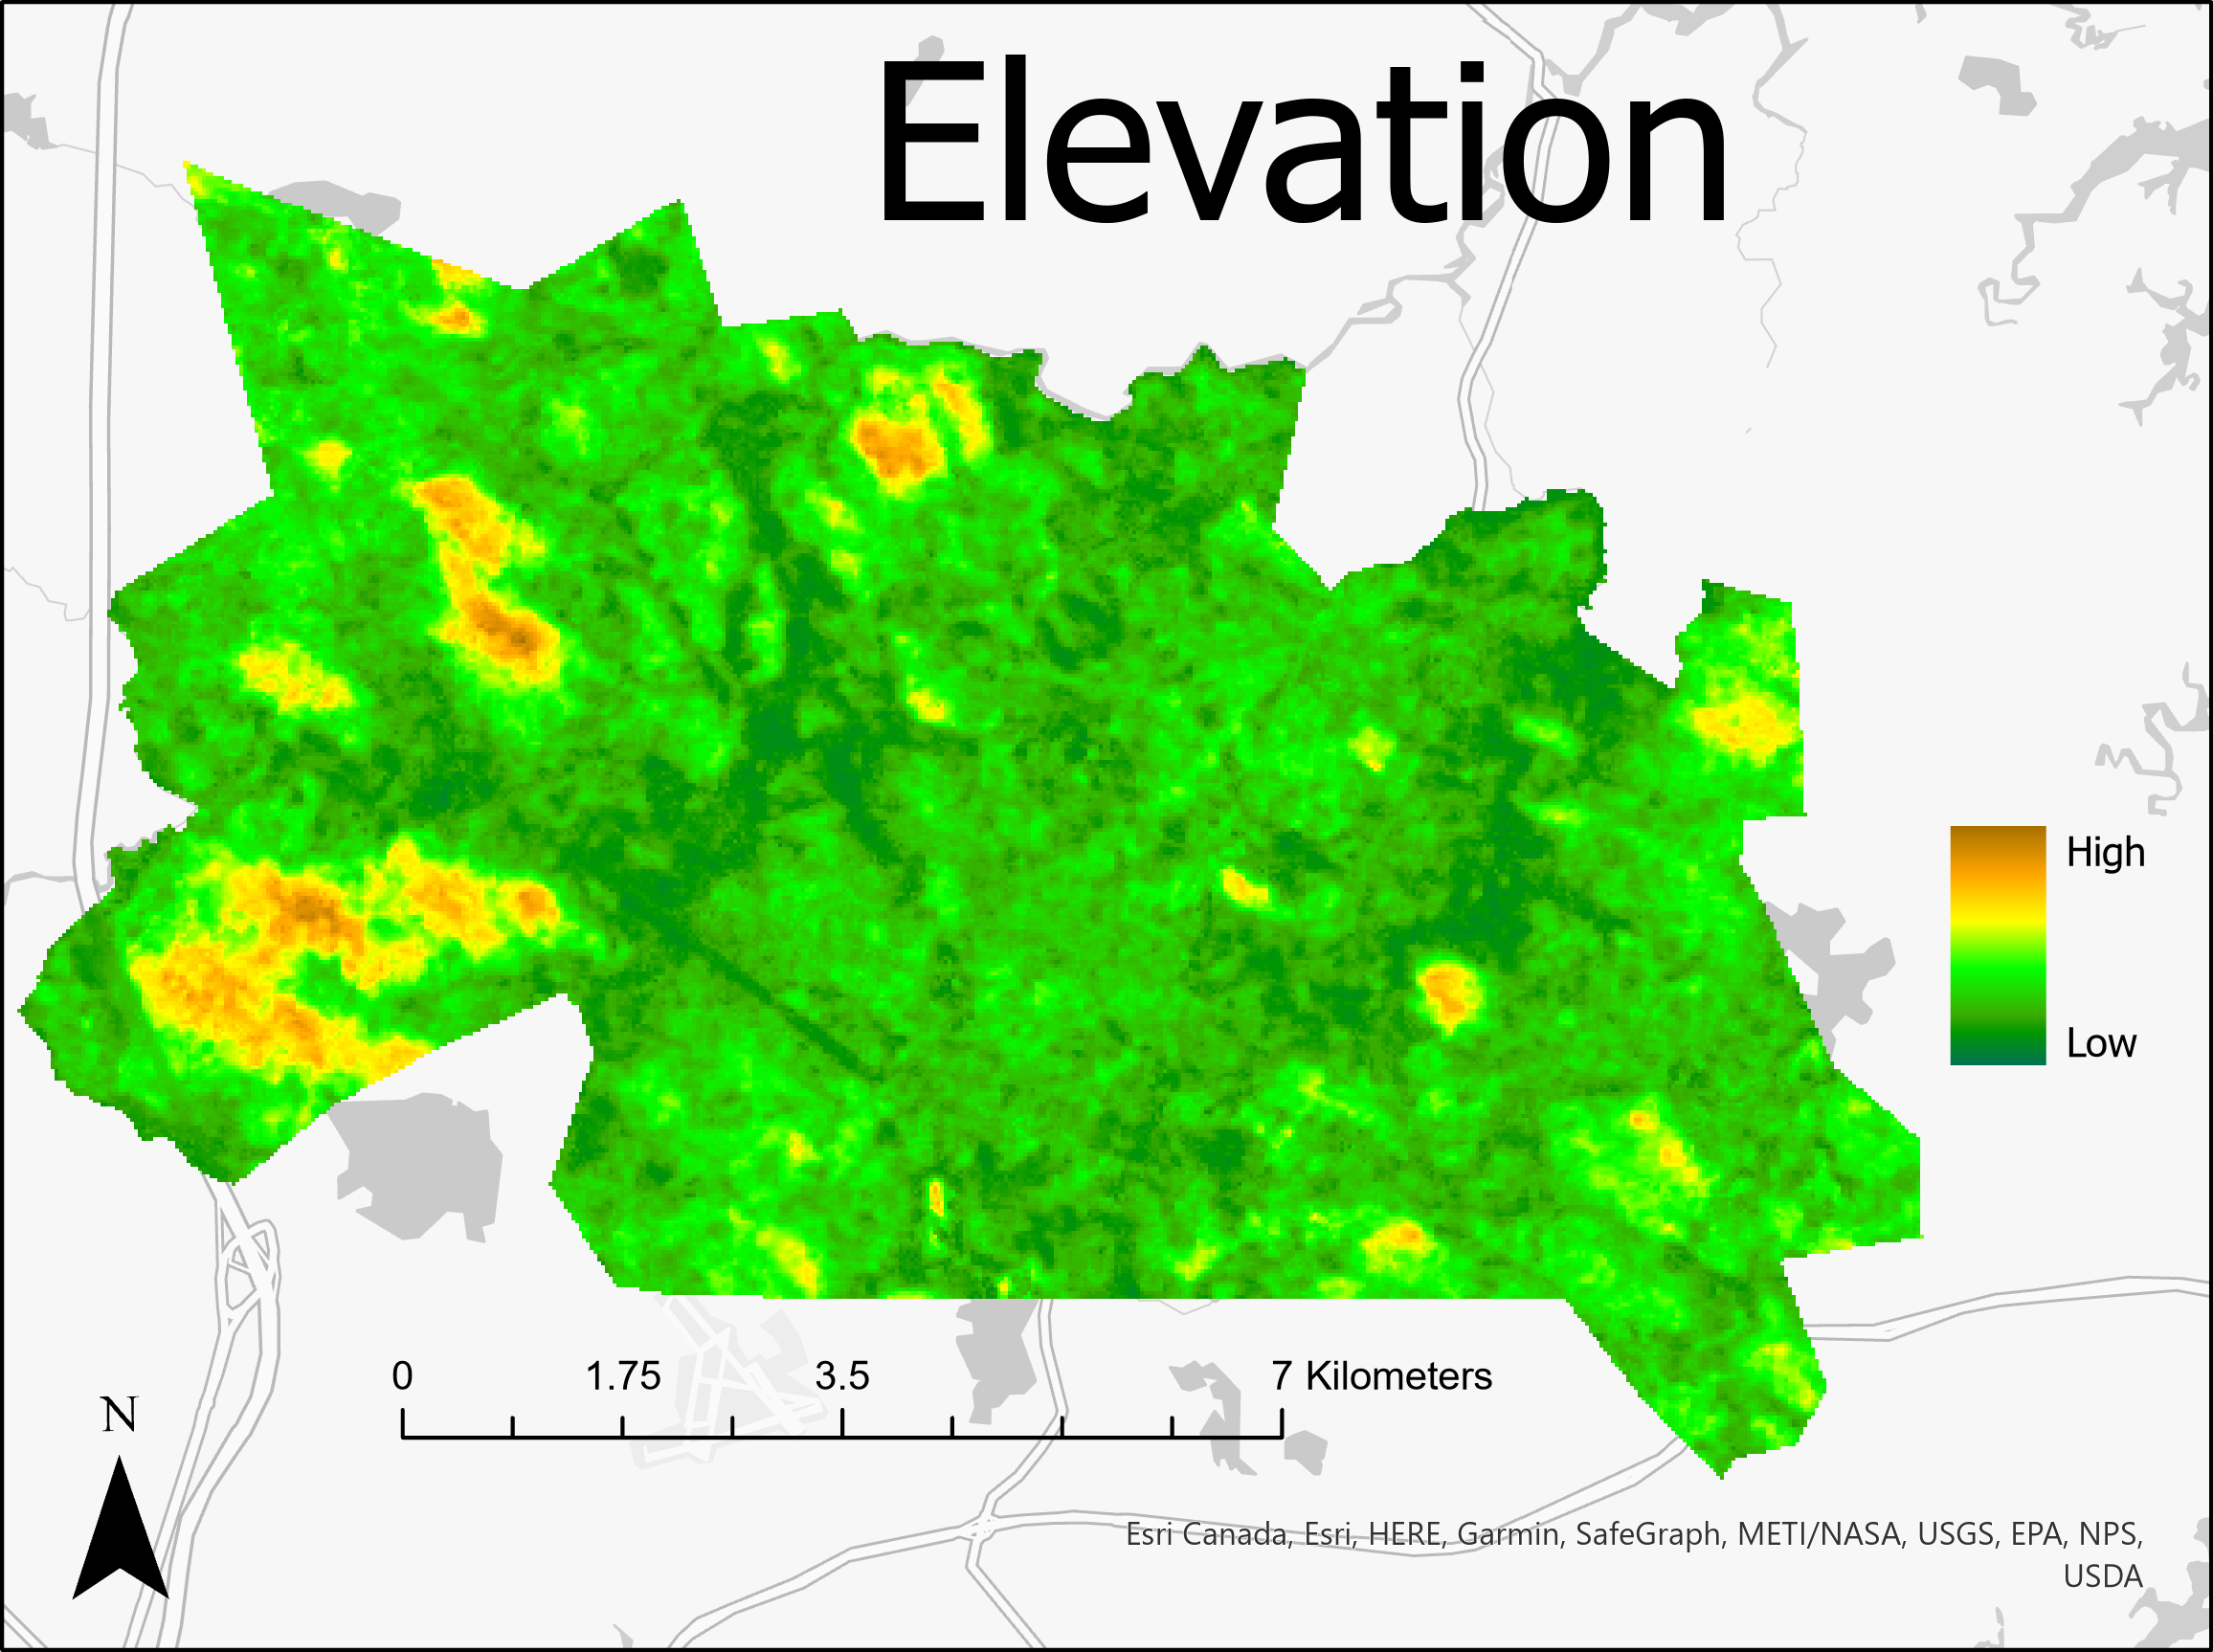 Elevation
High
Low
0 1.75 3.5 7 Kilometers
N
Esri Canada, Esri, HERE, Garmin, SafeGraph, METI/NASA, USGS, EPA, NPS,
USDA